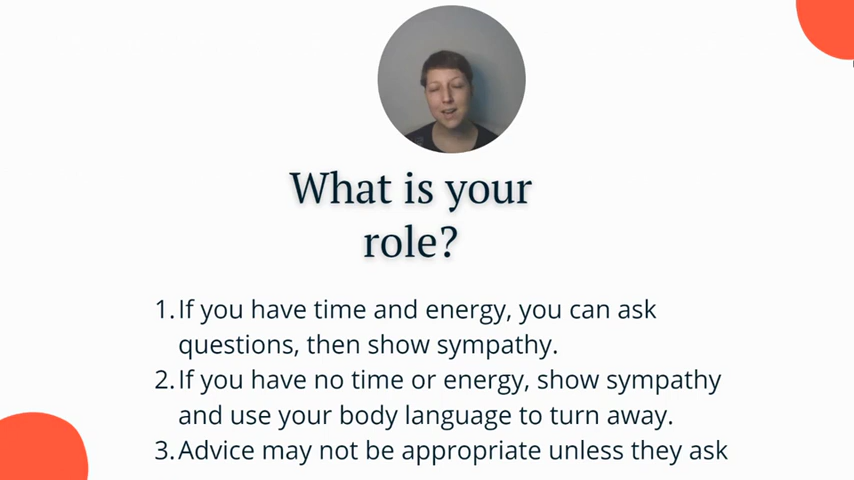 What is your
role?
1. If you have time and energy, you can ask
questions, then show sympathy.
2. If you have no time or energy, show sympathy
and use your body language to turn away.
3. Advice may not be appropriate unless they ask